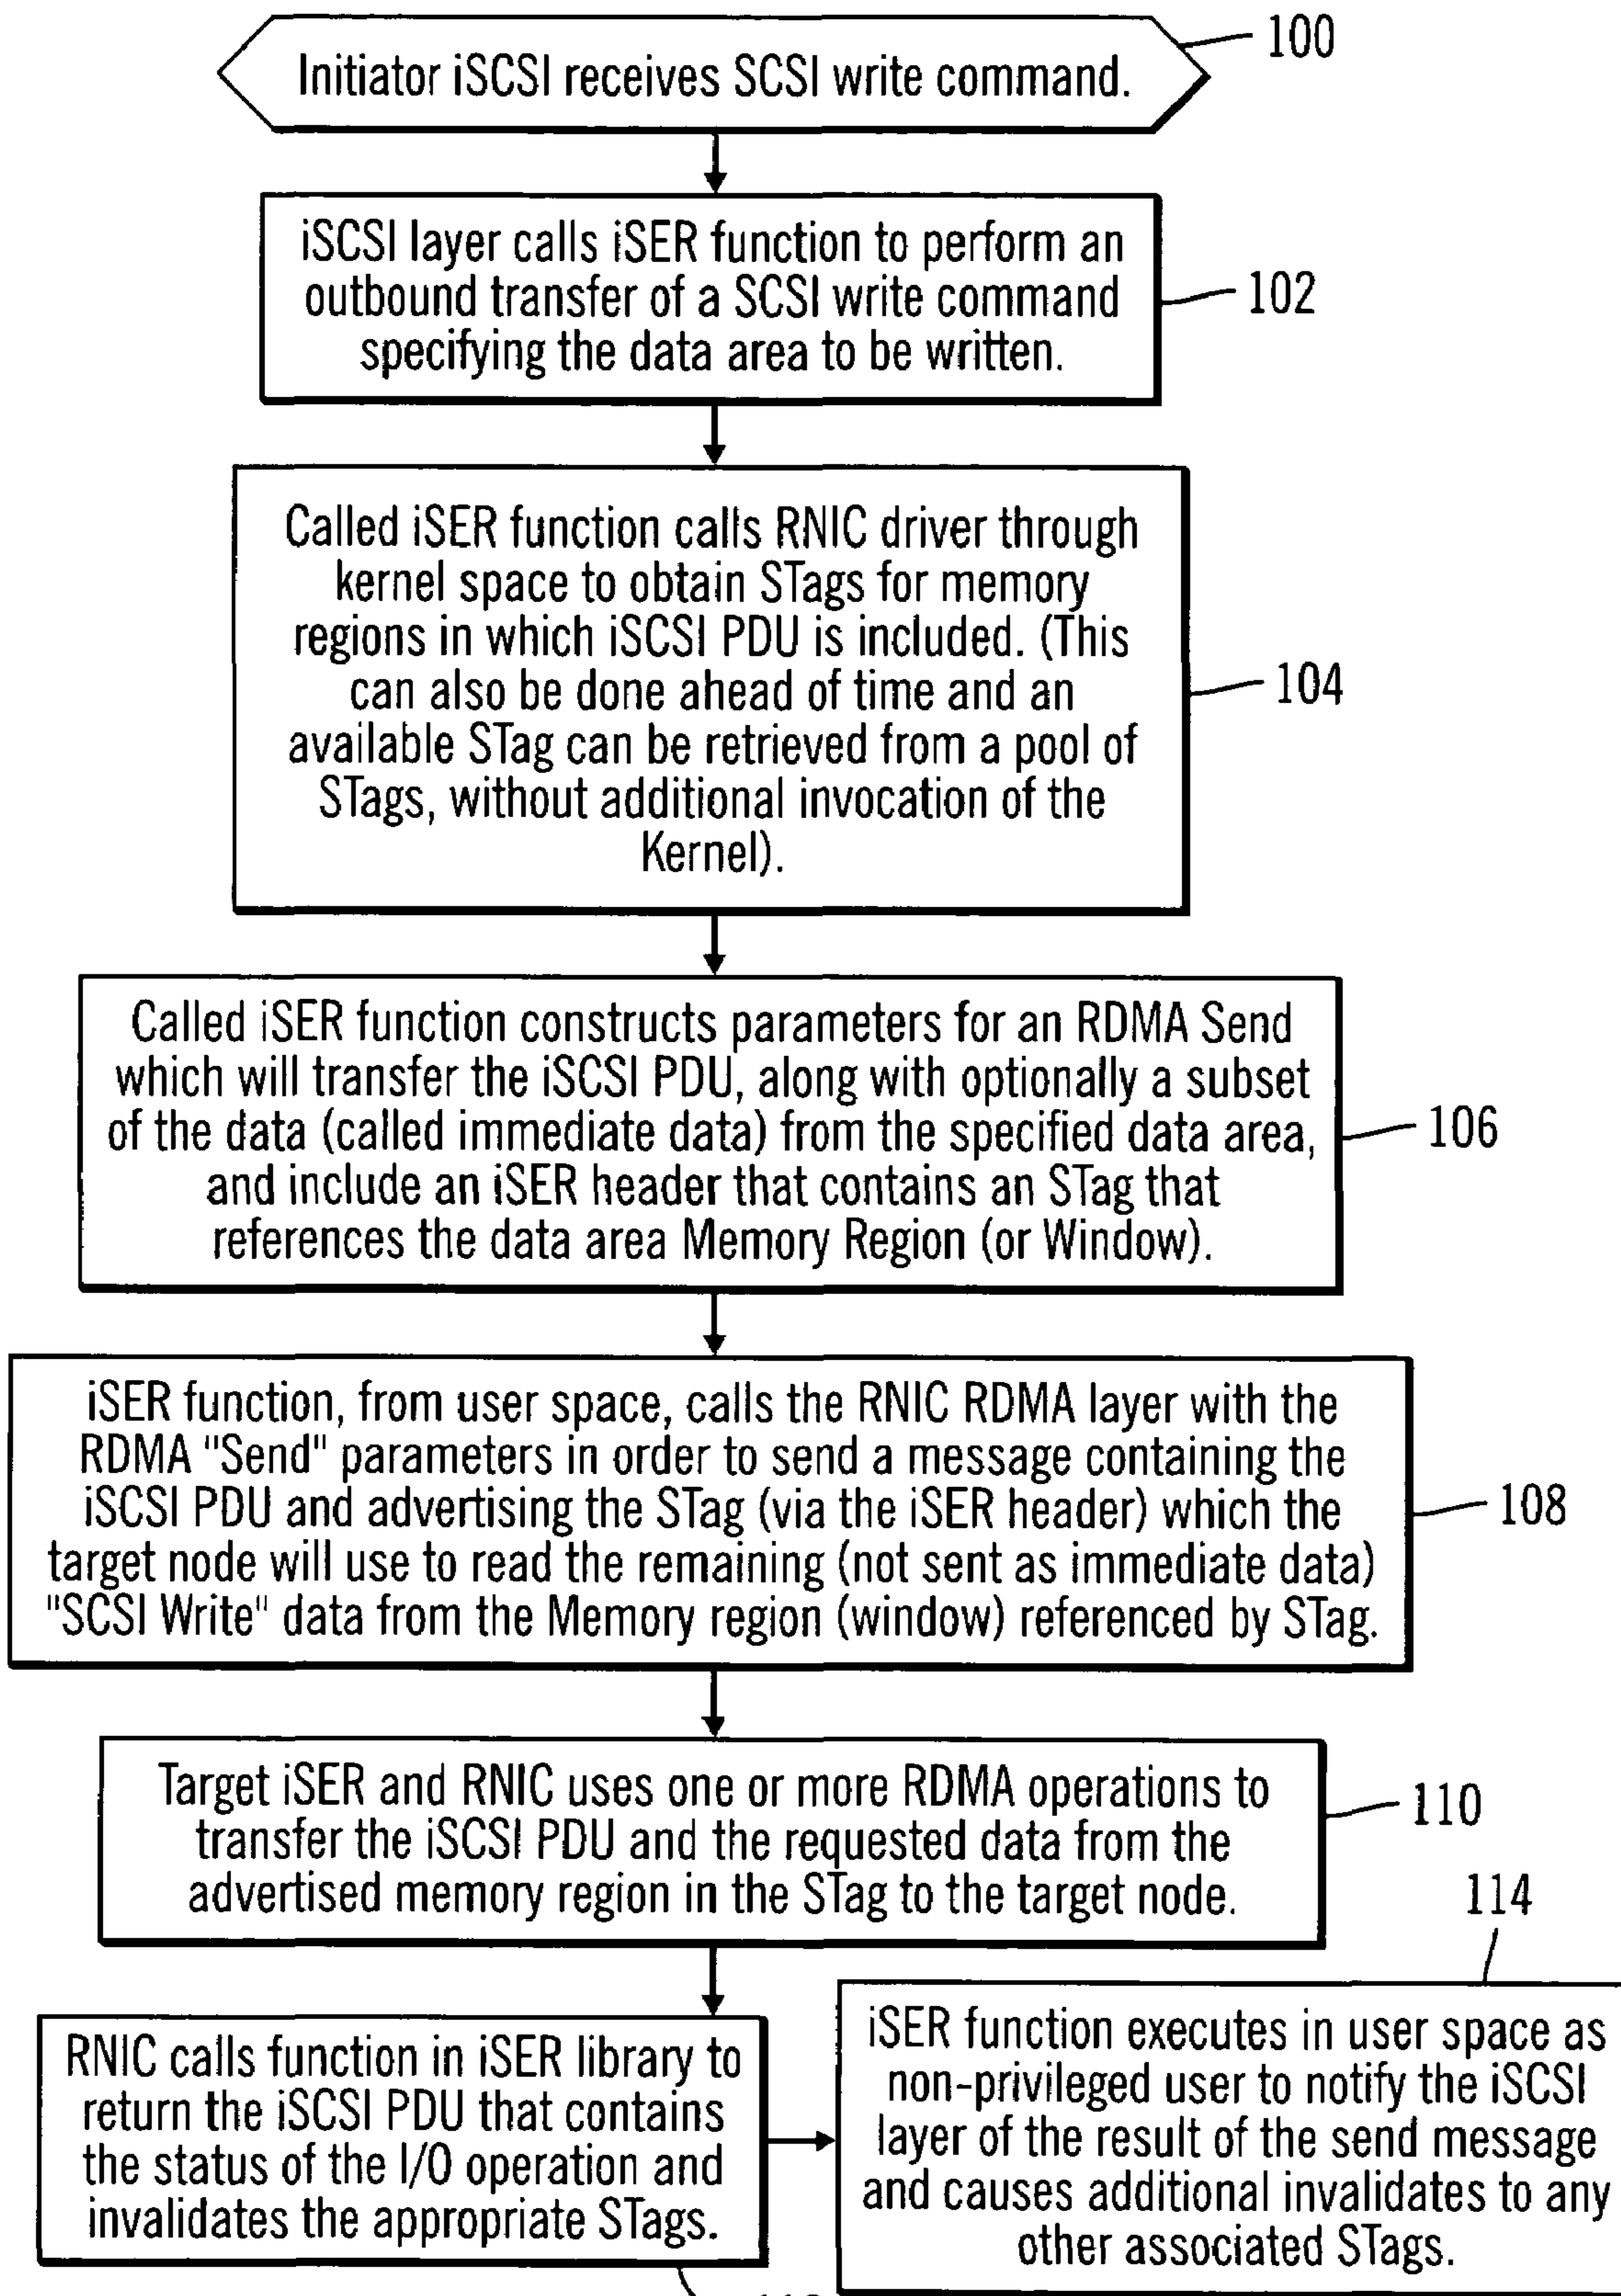 100
Initiator iSCSI receives SCSI write command.
iSCSI layer calls iSER function to perform an
outbound transfer of a SCSI write command
specifying the data area to be written.
102
Called iSER function calls RNIC driver through
kernel space to obtain STags for memory
regions in which iSCSI PDU is included. (This
can also be done ahead of time and an
available STag can be retrieved from a pool of
STags, without additional invocation of the
Kernel).
104
Called iSER function constructs parameters for an RDMA Send
which will transfer the iSCSI PDU, along with optionally a subset
of the data (called immediate data) from the specified data area,
and include an iSER header that contains an STag that
references the data area Memory Region (or Window).
106
iSER function, from user space, calls the RNIC RDMA layer with the
RDMA "Send" parameters in order to send a message containing the
iSCSI PDU and advertising the STag (via the iSER header) which the
target node will use to read the remaining (not sent as immediate data)
"SCSI Write" data from the Memory region (window) referenced by STag.
108
Target iSER and RNIC uses one or more RDMA operations to
transfer the iSCSI PDU and the requested data from the
advertised memory region in the STag to the target node.
110
RNIC calls function in iSER library to
return the iSCSI PDU that contains
the status of the I/O operation and
invalidates the appropriate STags.
114
iSER function executes in user space as
non-privileged user to notify the iSCSI
layer of the result of the send message
and causes additional invalidates to any
other associated STags.